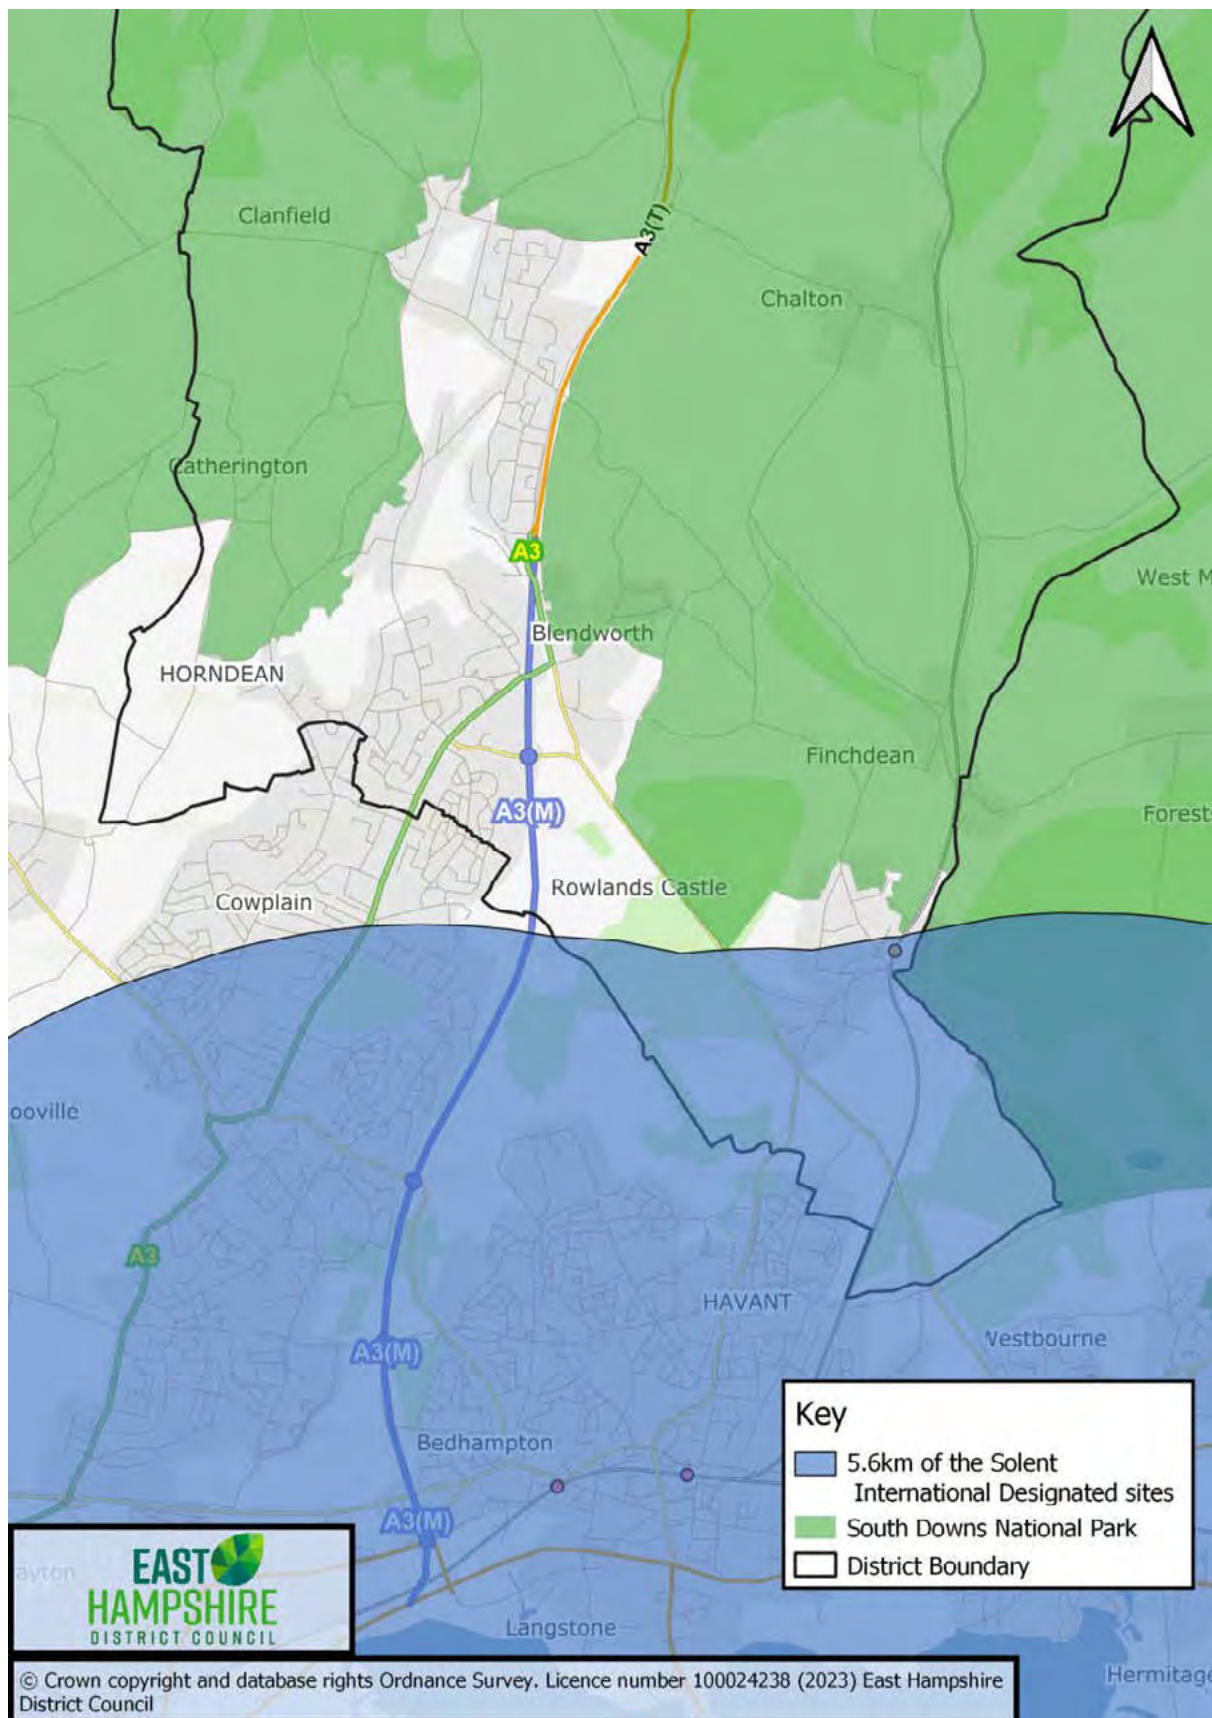 Clanfield
A3(T)
Chalton
Catherington
A3
West M
Blendworth
HORNDEAN
Finchdean
A3(M)
Forest
Rowlands Castle
Cowplain
ooville
A3
HAVANT
Westbourne
A3(M)
Key
Bedhampton
5.6km of the Solent
International Designated sites
A3(M)
South Downs National Park
EAST
District Boundary
ayton
HAMPSHIRE
DISTRICT COUNCIL
Langstone
Hermitage
© Crown copyright and database rights Ordnance Survey. Licence number 100024238 (2023) East Hampshire
District Council